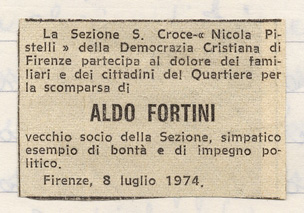 La Sezione S. Croce-« Nicola Pi-
stelli » della Democrazia Cristiana di
Firenze partecipa al dolore dei fami-
liari e dei cittadini del Quartiere per
la scomparsa di
ALDO FORTINI
vecchio socio della Sezione, simpatico
esempio di bontà e di impegno po-
litico.
Firenze, 8 luglio 1974.